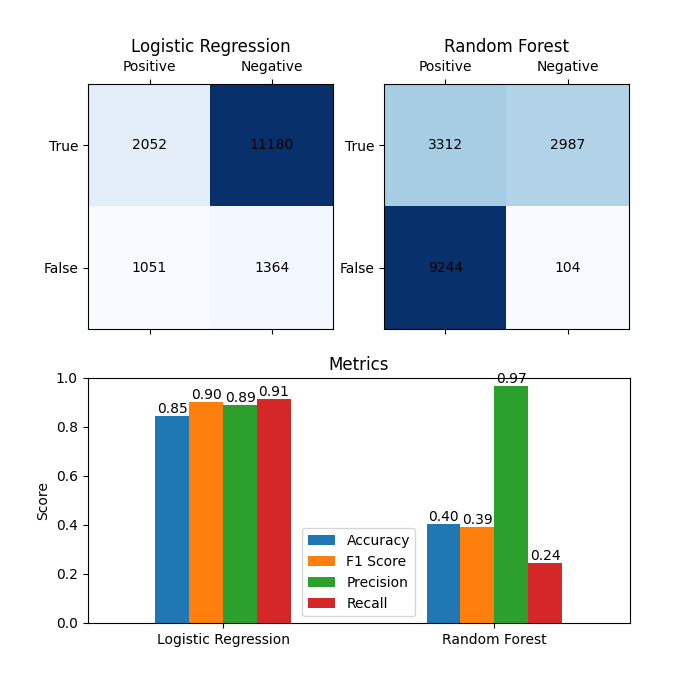 Logistic Regression
Positive Negative
True 2052 11180
False 1051 1364
Random Forest
Positive Negative
True 3312 2987
False 9244 104
Metrics
1.0
0.8
0.6
0.4
0.2
0.0
Score
0.85 0.90 0.89 0.91
0.40 0.39 0.97 0.24
Accuracy
F1 Score
Precision
Recall
Logistic Regression Random Forest